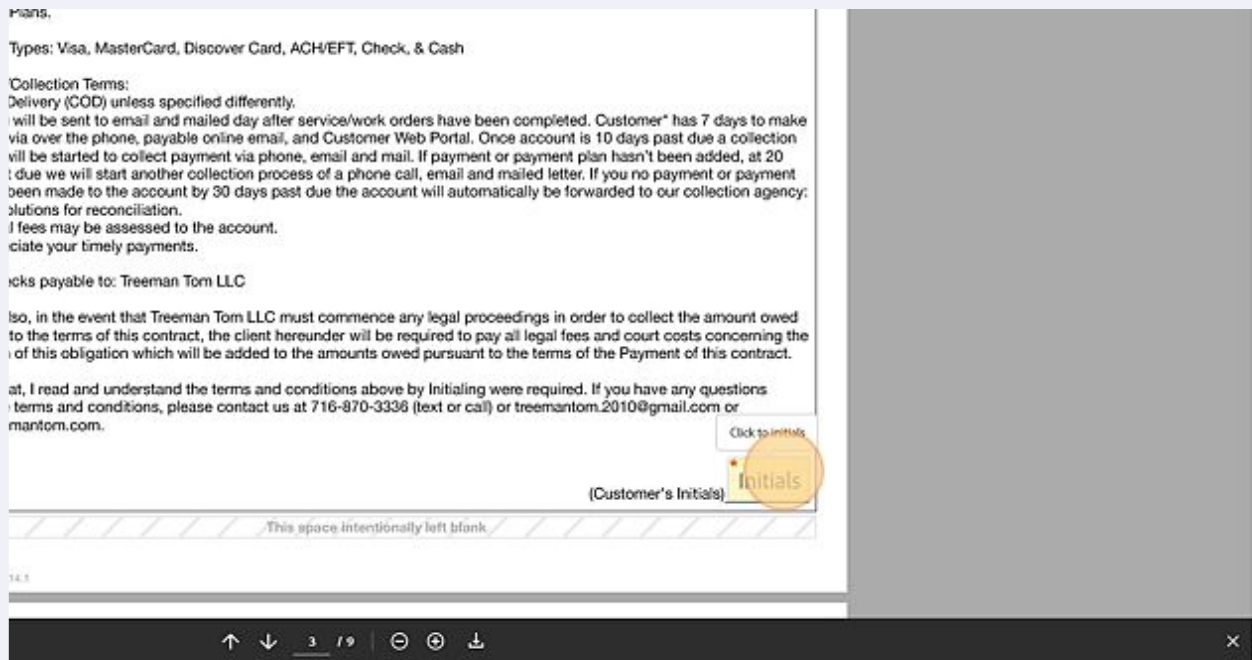 Plans.
Types: Visa, MasterCard, Discover Card, ACH/EFT, Check, & Cash
/Collection Terms:
Delivery (COD) unless specified differently.
will be sent to email and mailed day after service/work orders have been completed. Customer* has 7 days to make
via over the phone, payable online email, and Customer Web Portal. Once account is 10 days past due a collection
will be started to collect payment via phone, email and mail. If payment or payment plan hasn't been added, at 20
t due we will start another collection process of a phone call, email and mailed letter. If you no payment or payment
been made to the account by 30 days past due the account will automatically be forwarded to our collection agency:
olutions for reconciliation.
l fees may be assessed to the account.
ciate your timely payments.
ecks payable to: Treeman Tom LLC
lso, in the event that Treeman Tom LLC must commence any legal proceedings in order to collect the amount owed
to the terms of this contract, the client hereunder will be required to pay all legal fees and court costs concerning the
of this obligation which will be added to the amounts owed pursuant to the terms of the Payment of this contract.
at, I read and understand the terms and conditions above by Initialing were required. If you have any questions
terms and conditions, please contact us at 716-870-3336 (text or call) or treemantom.2010@gmail.com or
mantom.com.
Click to initials
Initials
(Customer's Initials)
This space intentionally left blank
14.1
3 / 9